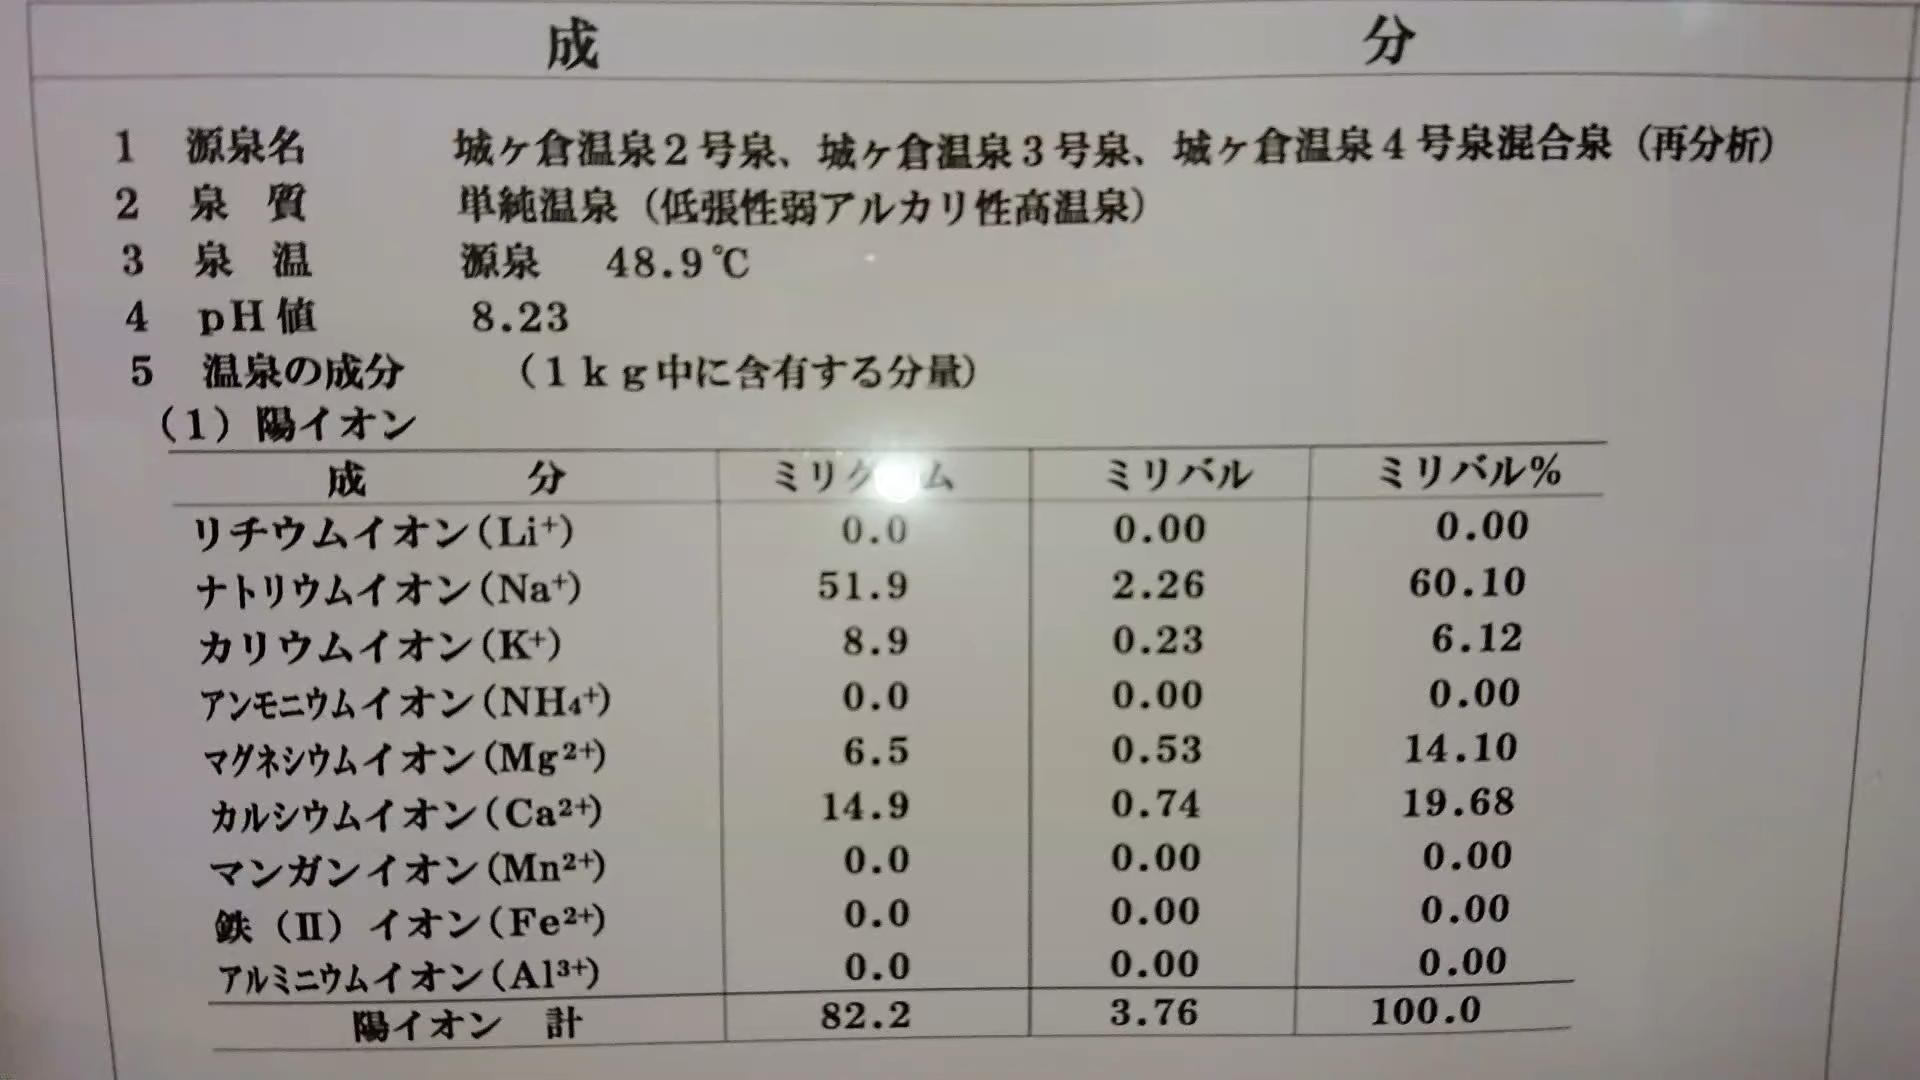 成 分
1 源泉名 城ヶ倉温泉2号泉、城ヶ倉温泉3号泉、城ヶ倉温泉4号泉混合泉（再分析）
2 泉 質 単純温泉（低張性弱アルカリ性高温泉）
3 泉 温 源泉 48.9℃
4 pH値 8.23
5 温泉の成分 （1kg中に含有する分量）
（1）陽イオン
成 分 ミリバル ミリバル%
リチウムイオン(Li⁺) 0.0 0.00 0.00
ナトリウムイオン(Na⁺) 51.9 2.26 60.10
カリウムイオン(K⁺) 8.9 0.23 6.12
アンモニウムイオン(NH₄⁺) 0.0 0.00 0.00
マグネシウムイオン(Mg²⁺) 6.5 0.53 14.10
カルシウムイオン(Ca²⁺) 14.9 0.74 19.68
マンガンイオン(Mn²⁺) 0.0 0.00 0.00
鉄（Ⅱ）イオン(Fe²⁺) 0.0 0.00 0.00
アルミニウムイオン(Al³⁺) 0.0 0.00 0.00
陽イオン 計 82.2 3.76 100.0